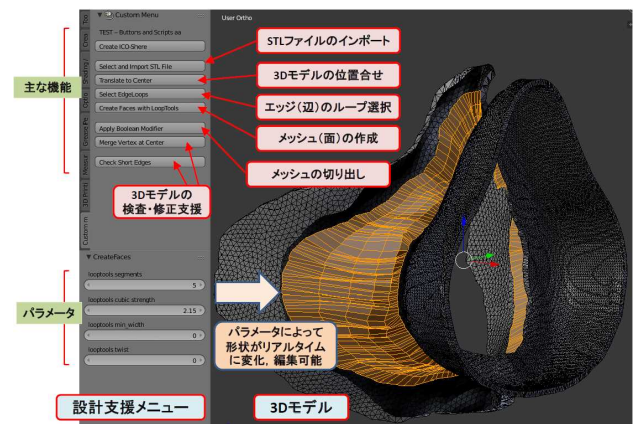 Custom Menu
User Ortho
TEST --Buttons and Scripts aa
Create ICO-Shere
STLファイルのインポート
Select and Import STL File
Translate to Center
3Dモデルの位置合せ
主な機能
Select EdgeLoops
エッジ（辺）のループ選択
Create Faces with LoopTools
メッシュ（面）の作成
Apply Boolean Modifier
Merge Vertex at Center
メッシュの切り出し
Check Short Edges
3Dモデルの
検査・修正支援
3D Print
Custom m
CreateFaces
looptools segments
5
looptools cubic strength
2.15
パラメータ
looptools min_width
0
looptools twist
0
パラメータによって
形状がリアルタイム
に変化，編集可能
設計支援メニュー
3Dモデル